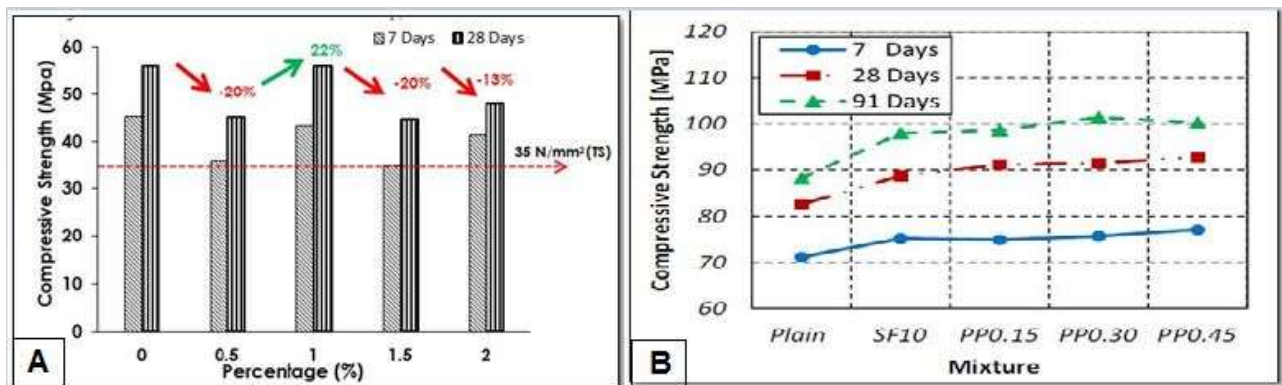 7 Days 28 Days
Compressive Strength (Mpa)
60
50
40
30
20
10
0
-20%
22%
-20%
-13%
35 N/mm² (TS)
0 0.5 1 1.5 2
Percentage (%)
A
Compressive Strength [MPa]
120
110
100
90
80
70
60
7 Days
28 Days
91 Days
Plain SF10 PP0.15 PP0.30 PP0.45
Mixture
B